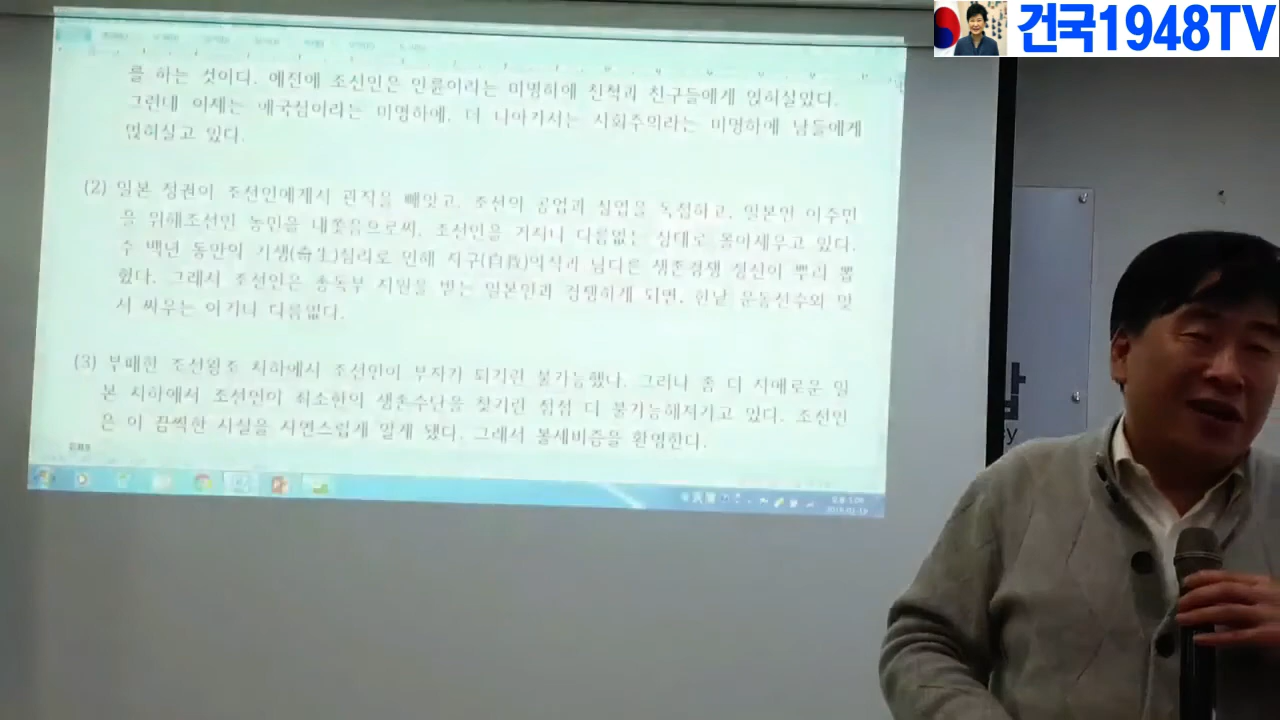 건국1948TV
를 하는 것이다. 예전에 조선인은 인륜이라는 미명하에 친척과 친구들에게 얹혀살았다.
그런데 이제는 애국심이라는 미명하에, 더 나아가서는 사회주의라는 미명하에 남들에게
얹혀살고 있다.
(2) 일본 정권이 조선인에게서 관직을 빼앗고, 조선의 공업과 상업을 독점하고, 일본인 이주민
을 위해조선인 농민을 내쫓음으로써, 조선인을 거지나 다름없는 상태로 몰아세우고 있다.
수 백년 동안의 기생(寄生)심리로 인해 자구(自救)의식과 남다른 생존경쟁 정신이 뿌리 뽑
혔다. 그래서 조선인은 총독부 지원을 받는 일본인과 경쟁하게 되면, 한낱 운동선수와 맞
서 싸우는 아기나 다름없다.
(3) 부패한 조선왕조 치하에서 조선인이 부자가 되기란 불가능했다. 그러나 좀 더 자애로운 일
본 치하에서 조선인이 최소한의 생존수단을 찾기란 점점 더 불가능해져가고 있다. 조선인
은 이 끔찍한 사실을 자연스럽게 알게 됐다. 그래서 볼셰비즘을 환영한다.